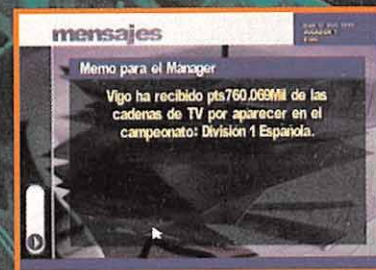 mensajes
Memo para el Manager
Vigo ha recibido pts760.069Mil de las
cadenas de TV por aparecer en el
campeonato: División 1 Española.